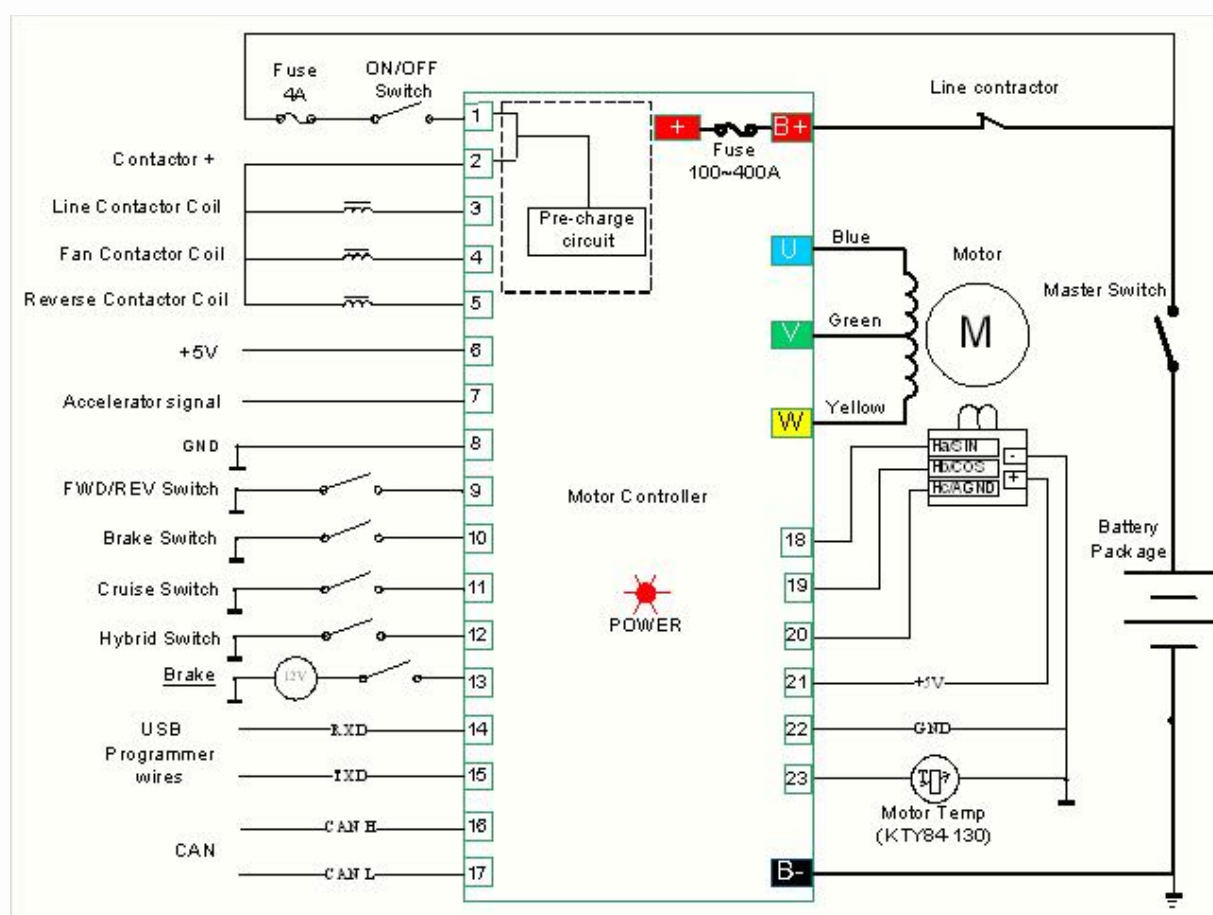 Fuse
4A
ON/OFF
Switch
Line contractor
1
+
B+
Fuse
100~400A
Contactor +
2
Line Contactor Coil
3
Pre-charge
circuit
Fan Contactor Coil
4
U
Blue
Motor
Reverse Contactor Coil
5
Master Switch
+5V
6
V
Green
M
Accelerator signal
7
W
Yellow
GND
8
Ha/SIN
-
Hb/COS
+
Hc/AGND
FWD/REV Switch
9
Motor Controller
Brake Switch
10
18
Battery
Package
Cruise Switch
11
19
POWER
Hybrid Switch
12
20
Brake
12V
13
21
+5V
USB
Programmer
wires
RXD
14
22
GND
TXD
15
23
T
Motor Temp
(KTY84-130)
CAN
CAN H
16
CAN L
17
B-